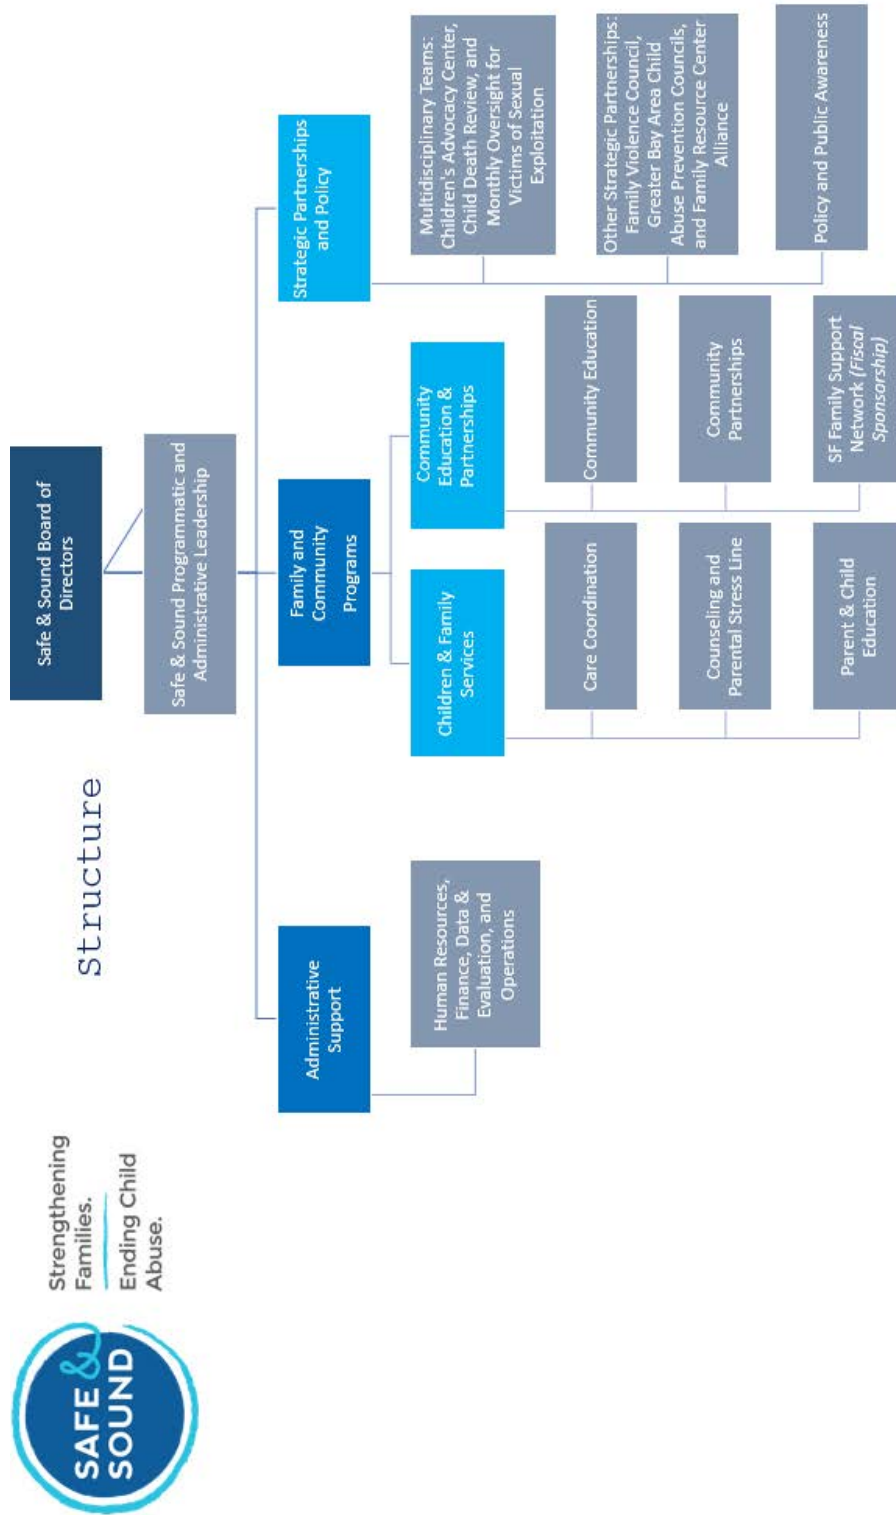 SAFE &
SOUND
Strengthening
Families.
Ending Child
Abuse.
Structure
Safe & Sound Board of
Directors
Safe & Sound Programmatic and
Administrative Leadership
Administrative
Support
Human Resources,
Finance, Data &
Evaluation, and
Operations
Family and
Community
Programs
Children & Family
Services
Care Coordination
Counseling and
Parental Stress Line
Parent & Child
Education
Community
Education &
Partnerships
Community Education
Community
Partnerships
SF Family Support
Network (Fiscal
Sponsorship)
Strategic Partnerships
and Policy
Multidisciplinary Teams:
Children's Advocacy Center,
Child Death Review, and
Monthly Oversight for
Victims of Sexual
Exploitation
Other Strategic Partnerships:
Family Violence Council,
Greater Bay Area Child
Abuse Prevention Councils,
and Family Resource Center
Alliance
Policy and Public Awareness